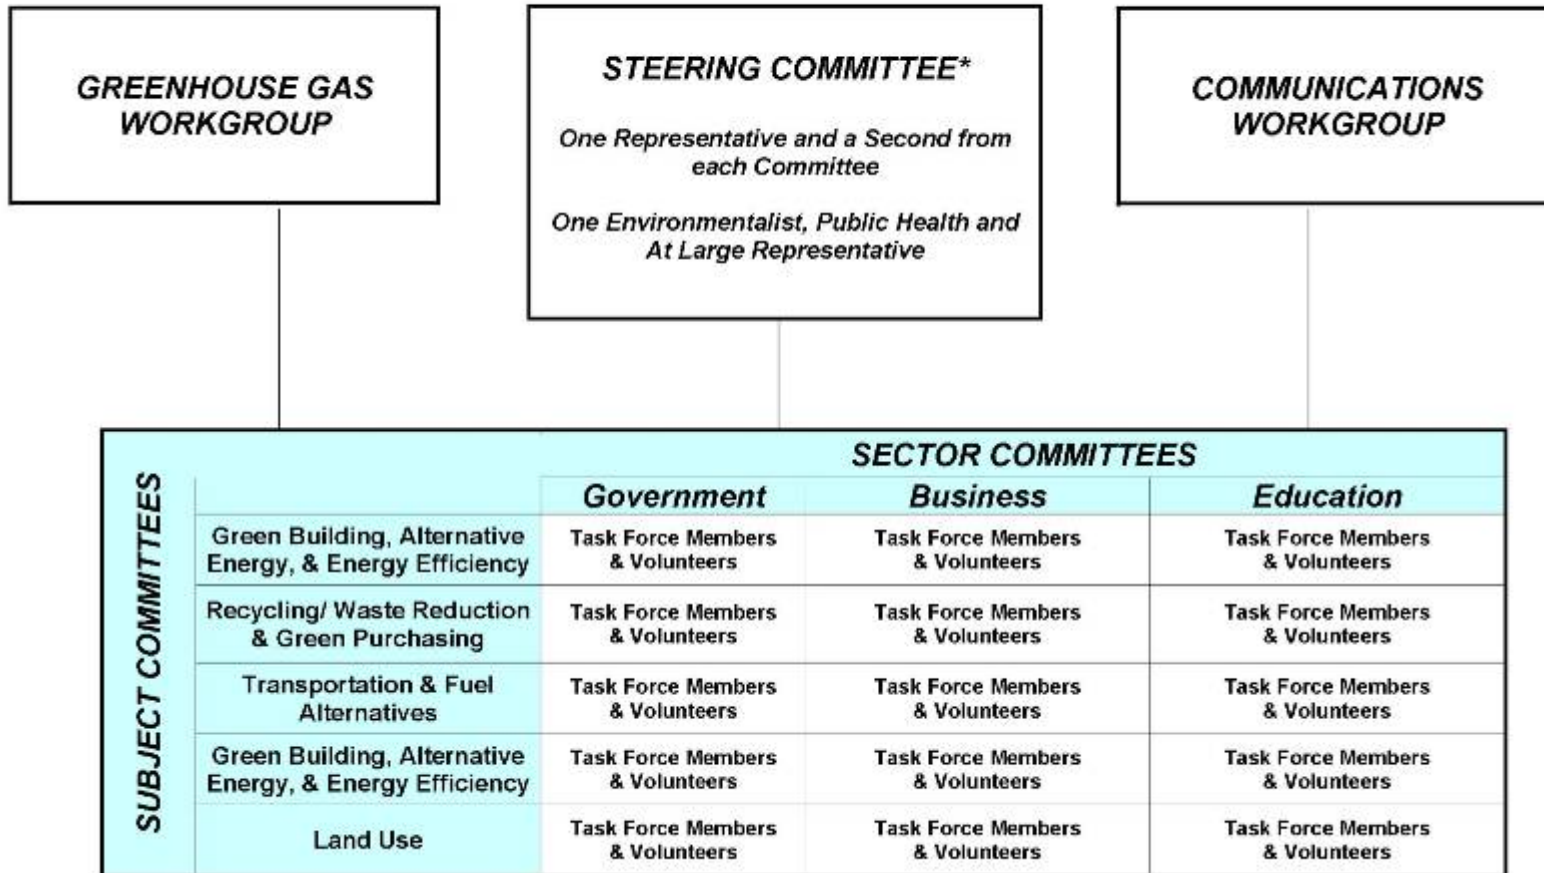 GREENHOUSE GAS
WORKGROUP
STEERING COMMITTEE*
One Representative and a Second from
each Committee
One Environmentalist, Public Health and
At Large Representative
COMMUNICATIONS
WORKGROUP
SUBJECT COMMITTEES
SECTOR COMMITTEES
Government
Business
Education
Green Building, Alternative
Energy, & Energy Efficiency
Task Force Members
& Volunteers
Task Force Members
& Volunteers
Task Force Members
& Volunteers
Recycling/ Waste Reduction
& Green Purchasing
Task Force Members
& Volunteers
Task Force Members
& Volunteers
Task Force Members
& Volunteers
Transportation & Fuel
Alternatives
Task Force Members
& Volunteers
Task Force Members
& Volunteers
Task Force Members
& Volunteers
Green Building, Alternative
Energy, & Energy Efficiency
Task Force Members
& Volunteers
Task Force Members
& Volunteers
Task Force Members
& Volunteers
Land Use
Task Force Members
& Volunteers
Task Force Members
& Volunteers
Task Force Members
& Volunteers